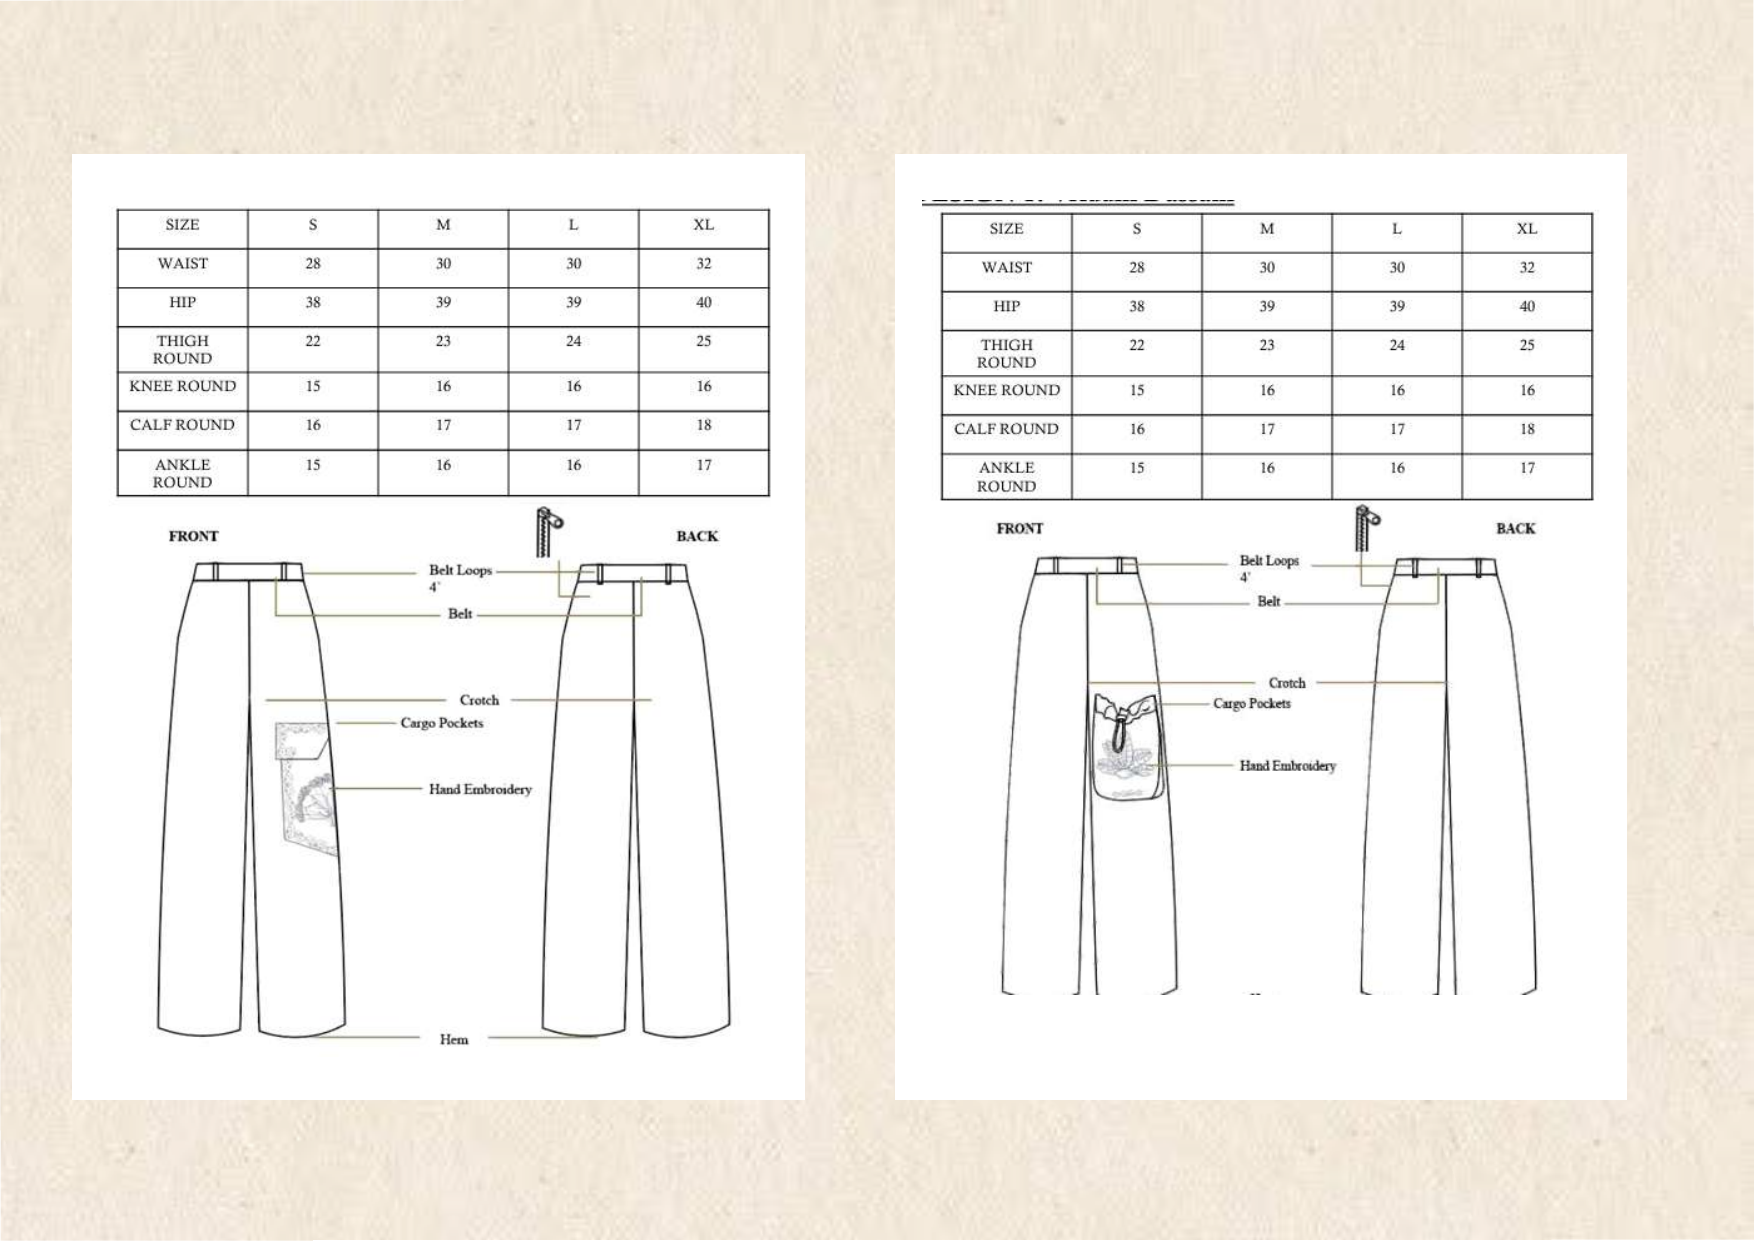 SIZE S M L XL
WAIST 28 30 30 32
HIP 38 39 39 40
THIGH ROUND 22 23 24 25
KNEE ROUND 15 16 16 16
CALF ROUND 16 17 17 18
ANKLE ROUND 15 16 16 17
FRONT
BACK
Belt Loops
4'
Belt
Crotch
Cargo Pockets
Hand Embroidery
Hem
SIZE S M L XL
WAIST 28 30 30 32
HIP 38 39 39 40
THIGH ROUND 22 23 24 25
KNEE ROUND 15 16 16 16
CALF ROUND 16 17 17 18
ANKLE ROUND 15 16 16 17
FRONT
BACK
Belt Loops
4'
Belt
Crotch
Cargo Pockets
Hand Embroidery